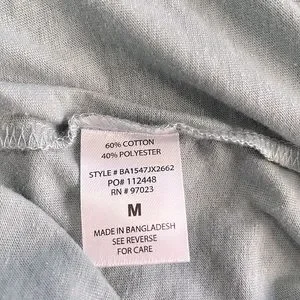 60% COTTON
40% POLYESTER
STYLE # BA1547JX2662
PO# 112448
RN # 97023
M
MADE IN BANGLADESH
SEE REVERSE
FOR CARE